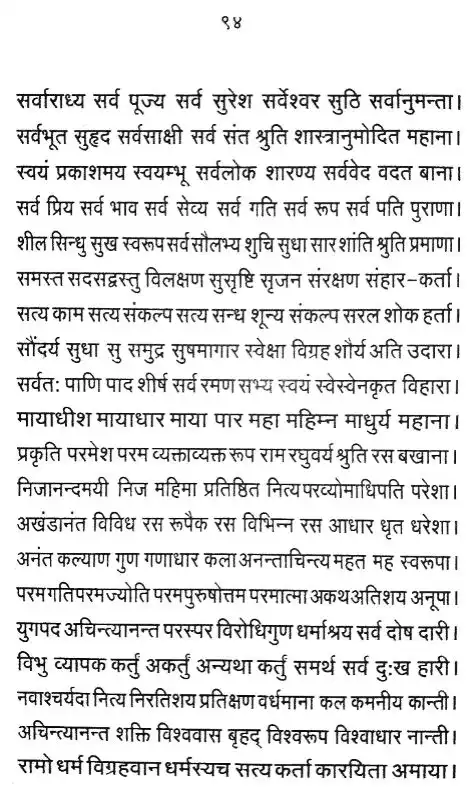 ९४
सर्वाराध्य सर्व पूज्य सर्व सुरेश सर्वेश्वर सुठि सर्वानुमन्ता।
सर्वभूत सुहृद सर्वसाक्षी सर्व संत श्रुति शास्त्रानुमोदित महाना।
स्वयं प्रकाशमय स्वयम्भू सर्वलोक शारण्य सर्ववेद वदत बाना।
सर्व प्रिय सर्व भाव सर्व सेव्य सर्व गति सर्व रूप सर्व पति पुराणा।
शील सिन्धु सुख स्वरूप सर्व सौलभ्य शुचि सुधा सार शांति श्रुति प्रमाणा।
समस्त सदसद्वस्तु विलक्षण सुसृष्टि सृजन संरक्षण संहार-कर्ता।
सत्य काम सत्य संकल्प सत्य सन्ध शून्य संकल्प सरल शोक हर्ता।
सौंदर्य सुधा सु समुद्र सुषमागार स्वेक्षा विग्रह शौर्य अति उदारा।
सर्वत: पाणि पाद शीर्ष सर्व रमण सभ्य स्वयं स्वेस्वेनकृत विहारा।
मायाधीश मायाधार माया पार महा महिम्न माधुर्य महाना।
प्रकृति परमेश परम व्यक्ताव्यक्त रूप राम रघुवर्य श्रुति रस बखाना।
निजानन्दमयी निज महिमा प्रतिष्ठित नित्य परव्योमाधिपति परेशा।
अखंडानंत विविध रस रूपैक रस विभिन्न रस आधार धृत धरेशा।
अनंत कल्याण गुण गणाधार कला अनन्ताचिन्त्य महत मह स्वरूपा।
परम गति परम ज्योति परम पुरुषोत्तम परमात्मा अकथ अतिशय अनूपा।
युगपद अचिन्त्यानन्त परस्पर विरोधिगुण धर्माश्रय सर्व दोष दारी।
विभु व्यापक कर्तुं अकर्तुं अन्यथा कर्तुं समर्थ सर्व दु:ख हारी।
नवाश्चर्यदा नित्य निरतिशय प्रतिक्षण वर्धमाना कल कमनीय कान्ती।
अचिन्त्यानन्त शक्ति विश्ववास बृहद् विश्वरूप विश्वाधार नान्ती।
रामो धर्म विग्रहवान धर्मस्यच सत्य कर्ता कारयिता अमाया।